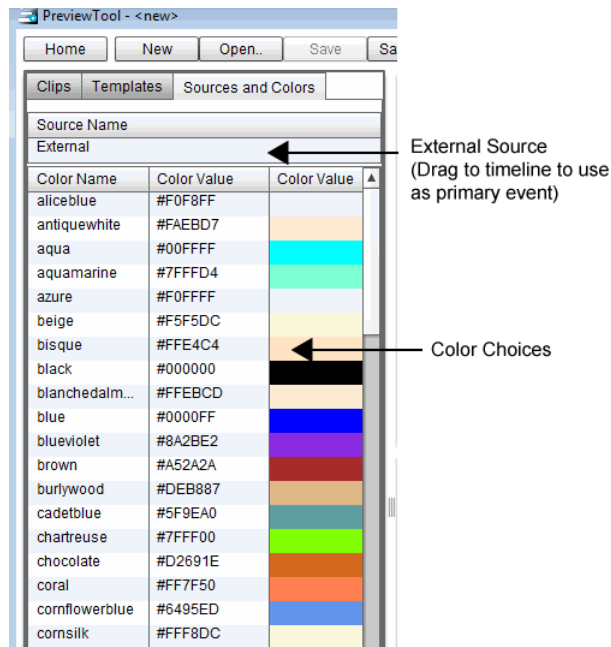 PreviewTool - <new>
Home New Open.. Save Sa
Clips Templates Sources and Colors
Source Name
External
External Source
(Drag to timeline to use
as primary event)
Color Name Color Value Color Value
aliceblue #F0F8FF
antiquewhite #FAEBD7
aqua #00FFFF
aquamarine #7FFFD4
azure #F0FFFF
beige #F5F5DC
bisque #FFE4C4
Color Choices
black #000000
blanchedalm... #FFEBCD
blue #0000FF
blueviolet #8A2BE2
brown #A52A2A
burlywood #DEB887
cadetblue #5F9EA0
chartreuse #7FFF00
chocolate #D2691E
coral #FF7F50
cornflowerblue #6495ED
cornsilk #FFF8DC